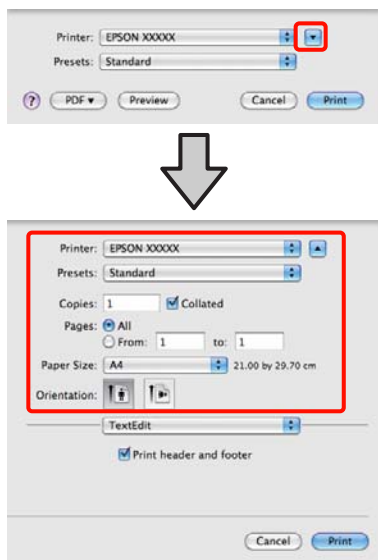 Printer: EPSON XXXXX
Presets: Standard
? PDF ▾ Preview Cancel Print
Printer: EPSON XXXXX
Presets: Standard
Copies: 1 Collated
Pages: All
From: 1 to: 1
Paper Size: A4 21.00 by 29.70 cm
Orientation:
TextEdit
Print header and footer
Cancel Print